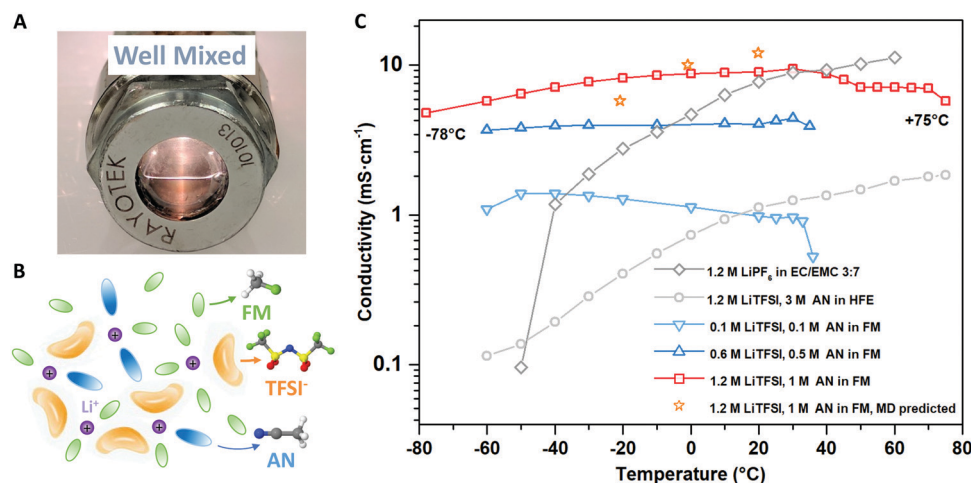 A
Well Mixed
RAYOTEK
101013
B
FM
TFSI⁻
Li⁺
AN
+
+
+
+
+
C
Conductivity (mS·cm⁻¹)
10
1
0.1
-78°C
+75°C
1.2 M LiPF₆ in EC/EMC 3:7
1.2 M LiTFSI, 3 M AN in HFE
0.1 M LiTFSI, 0.1 M AN in FM
0.6 M LiTFSI, 0.5 M AN in FM
1.2 M LiTFSI, 1 M AN in FM
1.2 M LiTFSI, 1 M AN in FM, MD predicted
-80 -60 -40 -20 0 20 40 60 80
Temperature (°C)